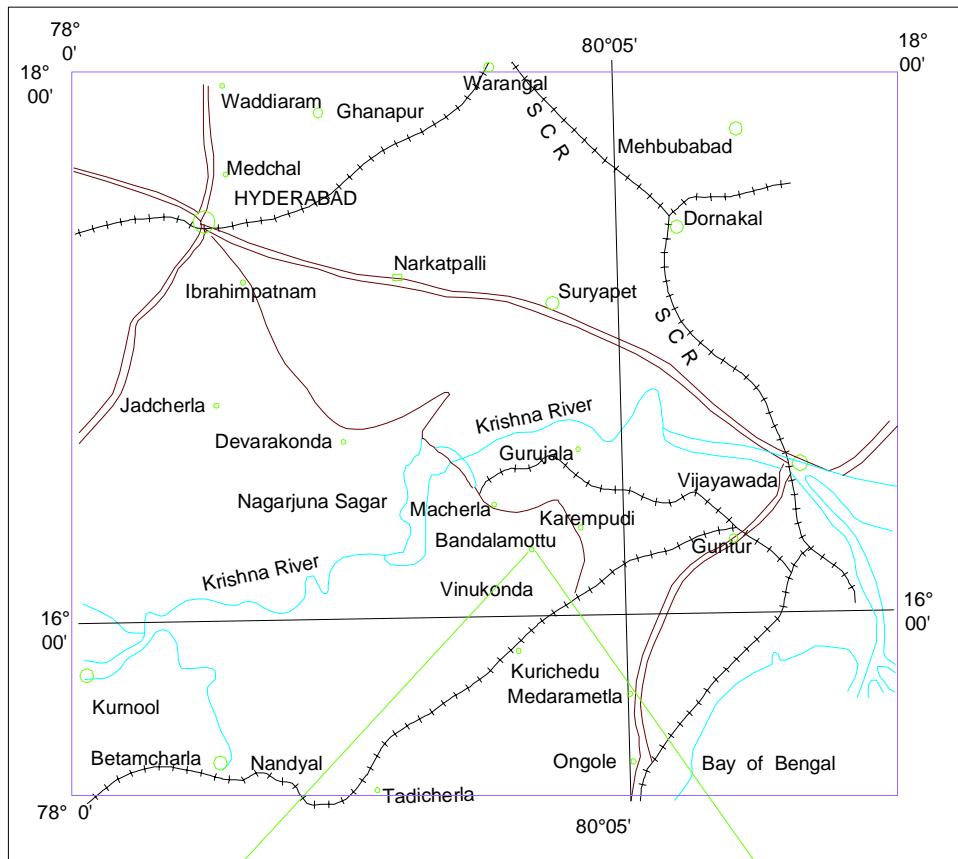 78°
0'
80°05'
18°
00'
18°
00'
Warangal
Waddiaram
Ghanapur
S C R
Mehbubabad
Medchal
HYDERABAD
Dornakal
Narkatpalli
Ibrahimpatnam
Suryapet
S C R
Jadcherla
Krishna River
Devarakonda
Gurujala
Vijayawada
Nagarjuna Sagar
Macherla
Karempudi
Bandalamottu
Guntur
Krishna River
Vinukonda
16°
00'
16°
00'
Kurichedu
Medarametla
Kurnool
Betamcharla
Nandyal
Ongole
Bay of Bengal
Tadicherla
78°
0'
80°05'